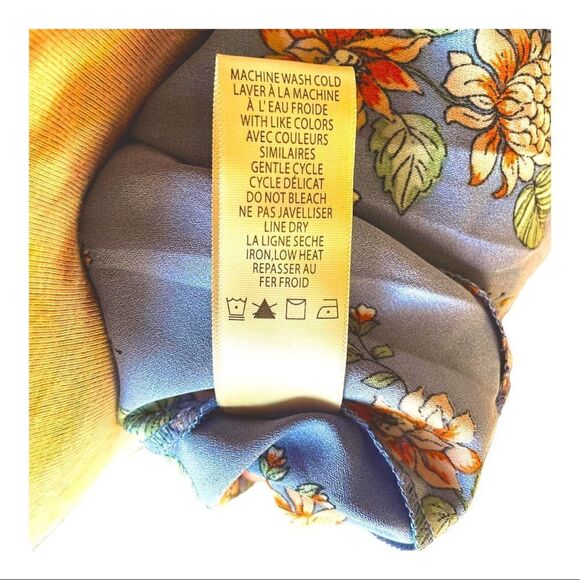 MACHINE WASH COLD
LAVER À LA MACHINE
À L' EAU FROIDE
WITH LIKE COLORS
AVEC COULEURS
SIMILAIRES
GENTLE CYCLE
CYCLE DÉLICAT
DO NOT BLEACH
NE PAS JAVELLISER
LINE DRY
LA LIGNE SECHE
IRON,LOW HEAT
REPASSER AU
FER FROID